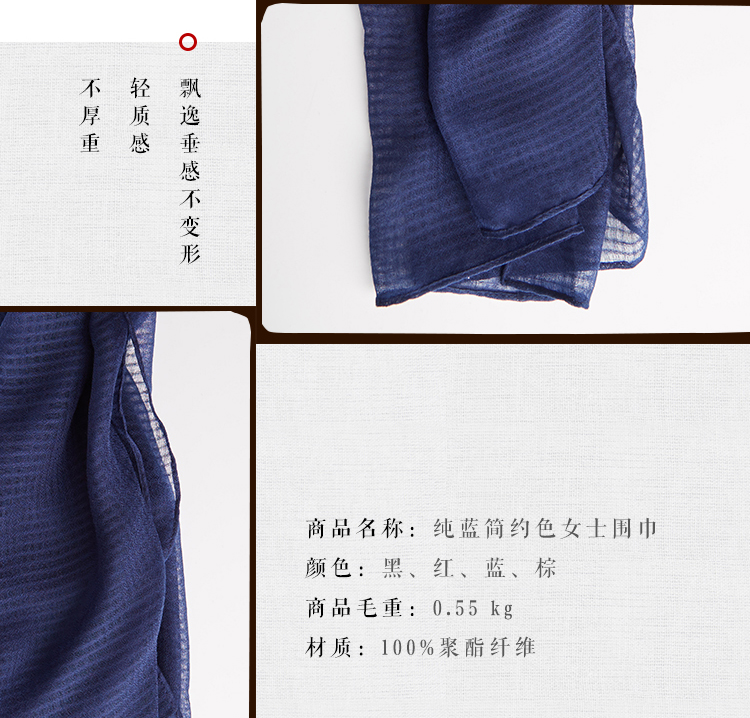 飘逸垂感不变形
轻质感
不厚重
商品名称: 纯蓝简约色女士围巾
颜色: 黑、红、蓝、棕
商品毛重: 0.55 kg
材质: 100%聚酯纤维